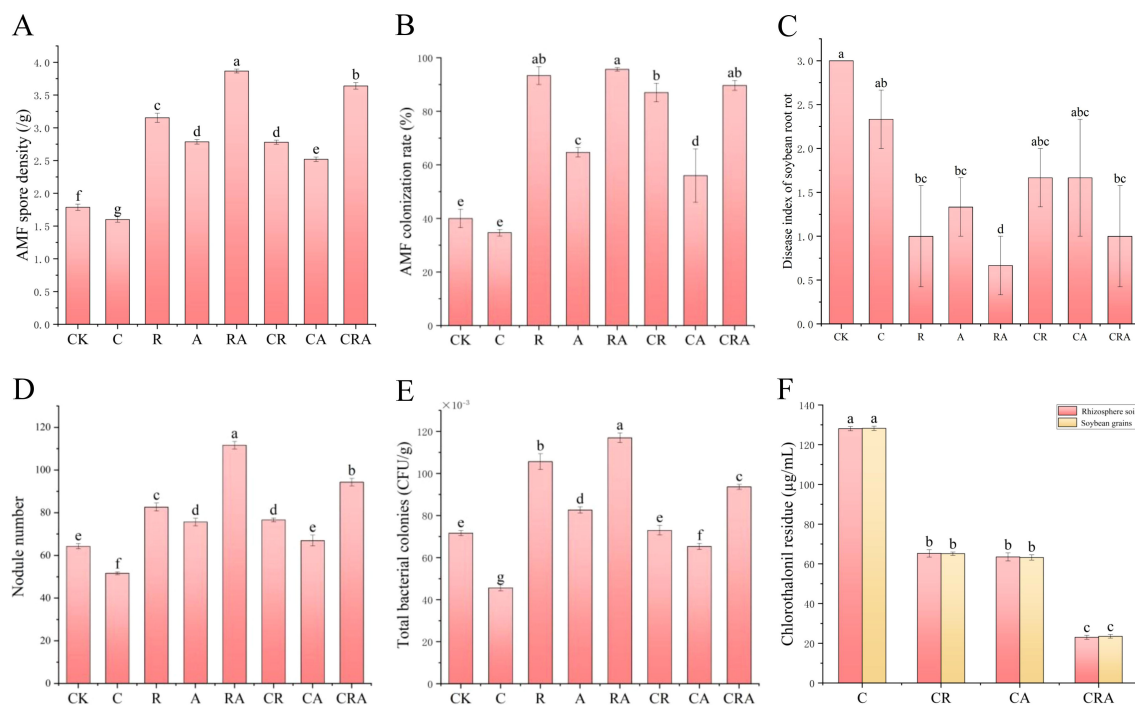 A
AMF spore density (/g)
4.0
3.5
3.0
2.5
2.0
1.5
1.0
0.5
0.0
f
g
c
d
a
d
e
b
CK C R A RA CR CA CRA
B
AMF colonization rate (%)
100
80
60
40
20
0
e
e
ab
c
a
b
d
ab
CK C R A RA CR CA CRA
C
Disease index of soybean root rot
3.0
2.5
2.0
1.5
1.0
0.5
0.0
a
ab
bc
bc
d
abc
abc
bc
CK C R A RA CR CA CRA
D
Nodule number
120
100
80
60
40
20
0
e
f
c
d
a
d
e
b
CK C R A RA CR CA CRA
E
×10⁻³
Total bacterial colonies (CFU/g)
120
100
80
60
40
20
0
e
g
b
d
a
e
f
c
CK C R A RA CR CA CRA
F
Chlorothalonil residue (μg/mL)
140
120
100
80
60
40
20
0
Rhizosphere soi
Soybean grains
a a
b b
b b
c c
C CR CA CRA